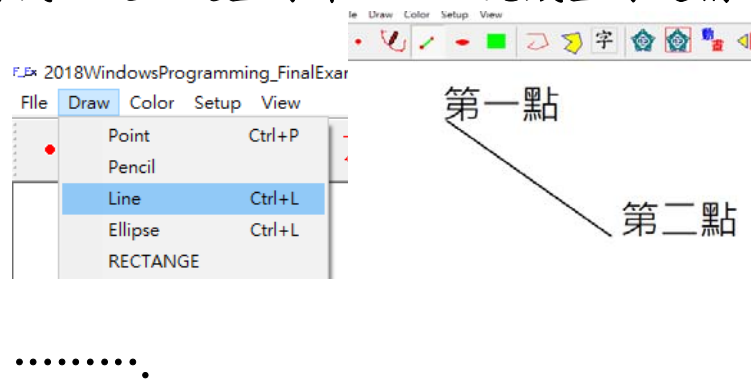 le Draw Color Setup View
字
第一點
第二點
2018WindowsProgramming_FinalExar
FIle Draw Color Setup View
Point Ctrl+P
Pencil
Line Ctrl+L
Ellipse Ctrl+L
RECTANGE
..........